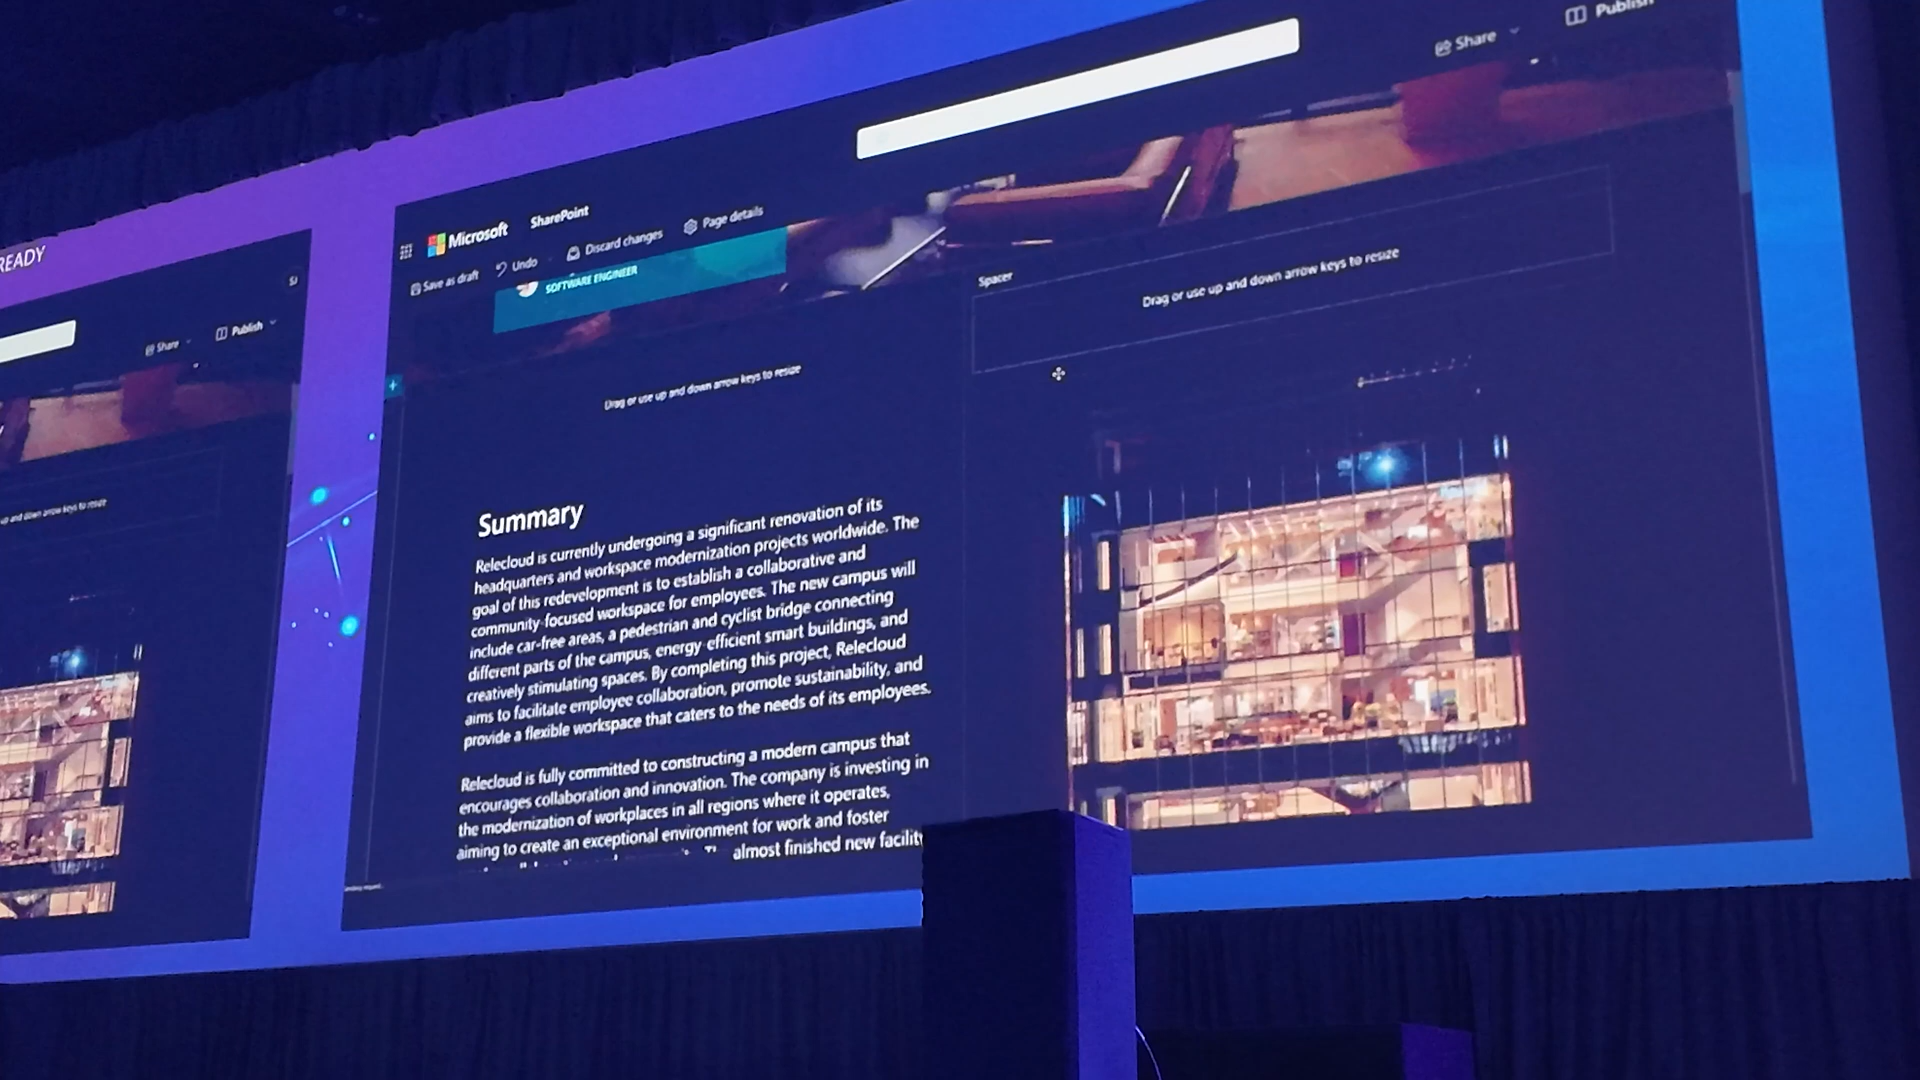 READY
SI
Share
Publish
up and down arrow keys to resize
Publish
Share
Microsoft
SharePoint
Save as draft
Undo
Discard changes
Page details
SOFTWARE ENGINEER
Spacer
Drag or use up and down arrow keys to resize
Drag or use up and down arrow keys to resize
Summary
Relecloud is currently undergoing a significant renovation of its
headquarters and workspace modernization projects worldwide. The
goal of this redevelopment is to establish a collaborative and
community-focused workspace for employees. The new campus will
include car-free areas, a pedestrian and cyclist bridge connecting
different parts of the campus, energy-efficient smart buildings, and
creatively stimulating spaces. By completing this project, Relecloud
aims to facilitate employee collaboration, promote sustainability, and
provide a flexible workspace that caters to the needs of its employees.
Relecloud is fully committed to constructing a modern campus that
encourages collaboration and innovation. The company is investing in
the modernization of workplaces in all regions where it operates,
aiming to create an exceptional environment for work and foster
almost finished new facility